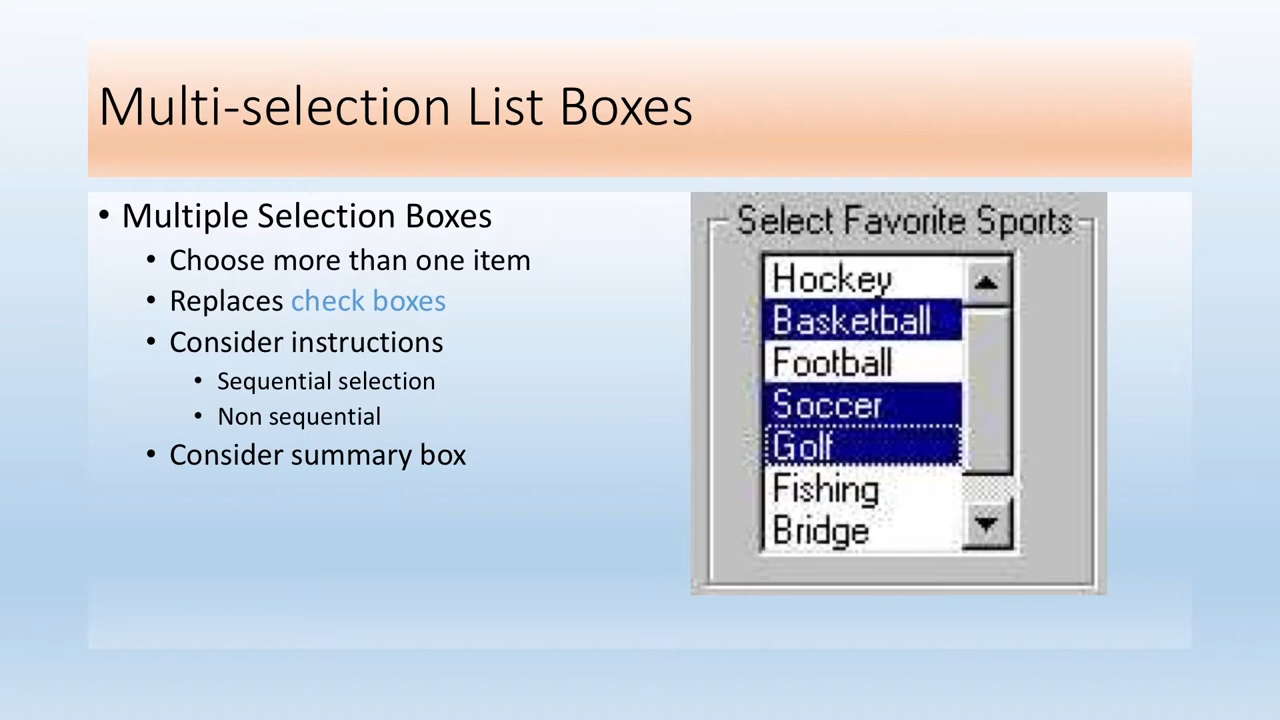 Multi-selection List Boxes
• Multiple Selection Boxes
• Choose more than one item
• Replaces check boxes
• Consider instructions
• Sequential selection
• Non sequential
• Consider summary box
Select Favorite Sports
Hockey
Basketball
Football
Soccer
Golf
Fishing
Bridge